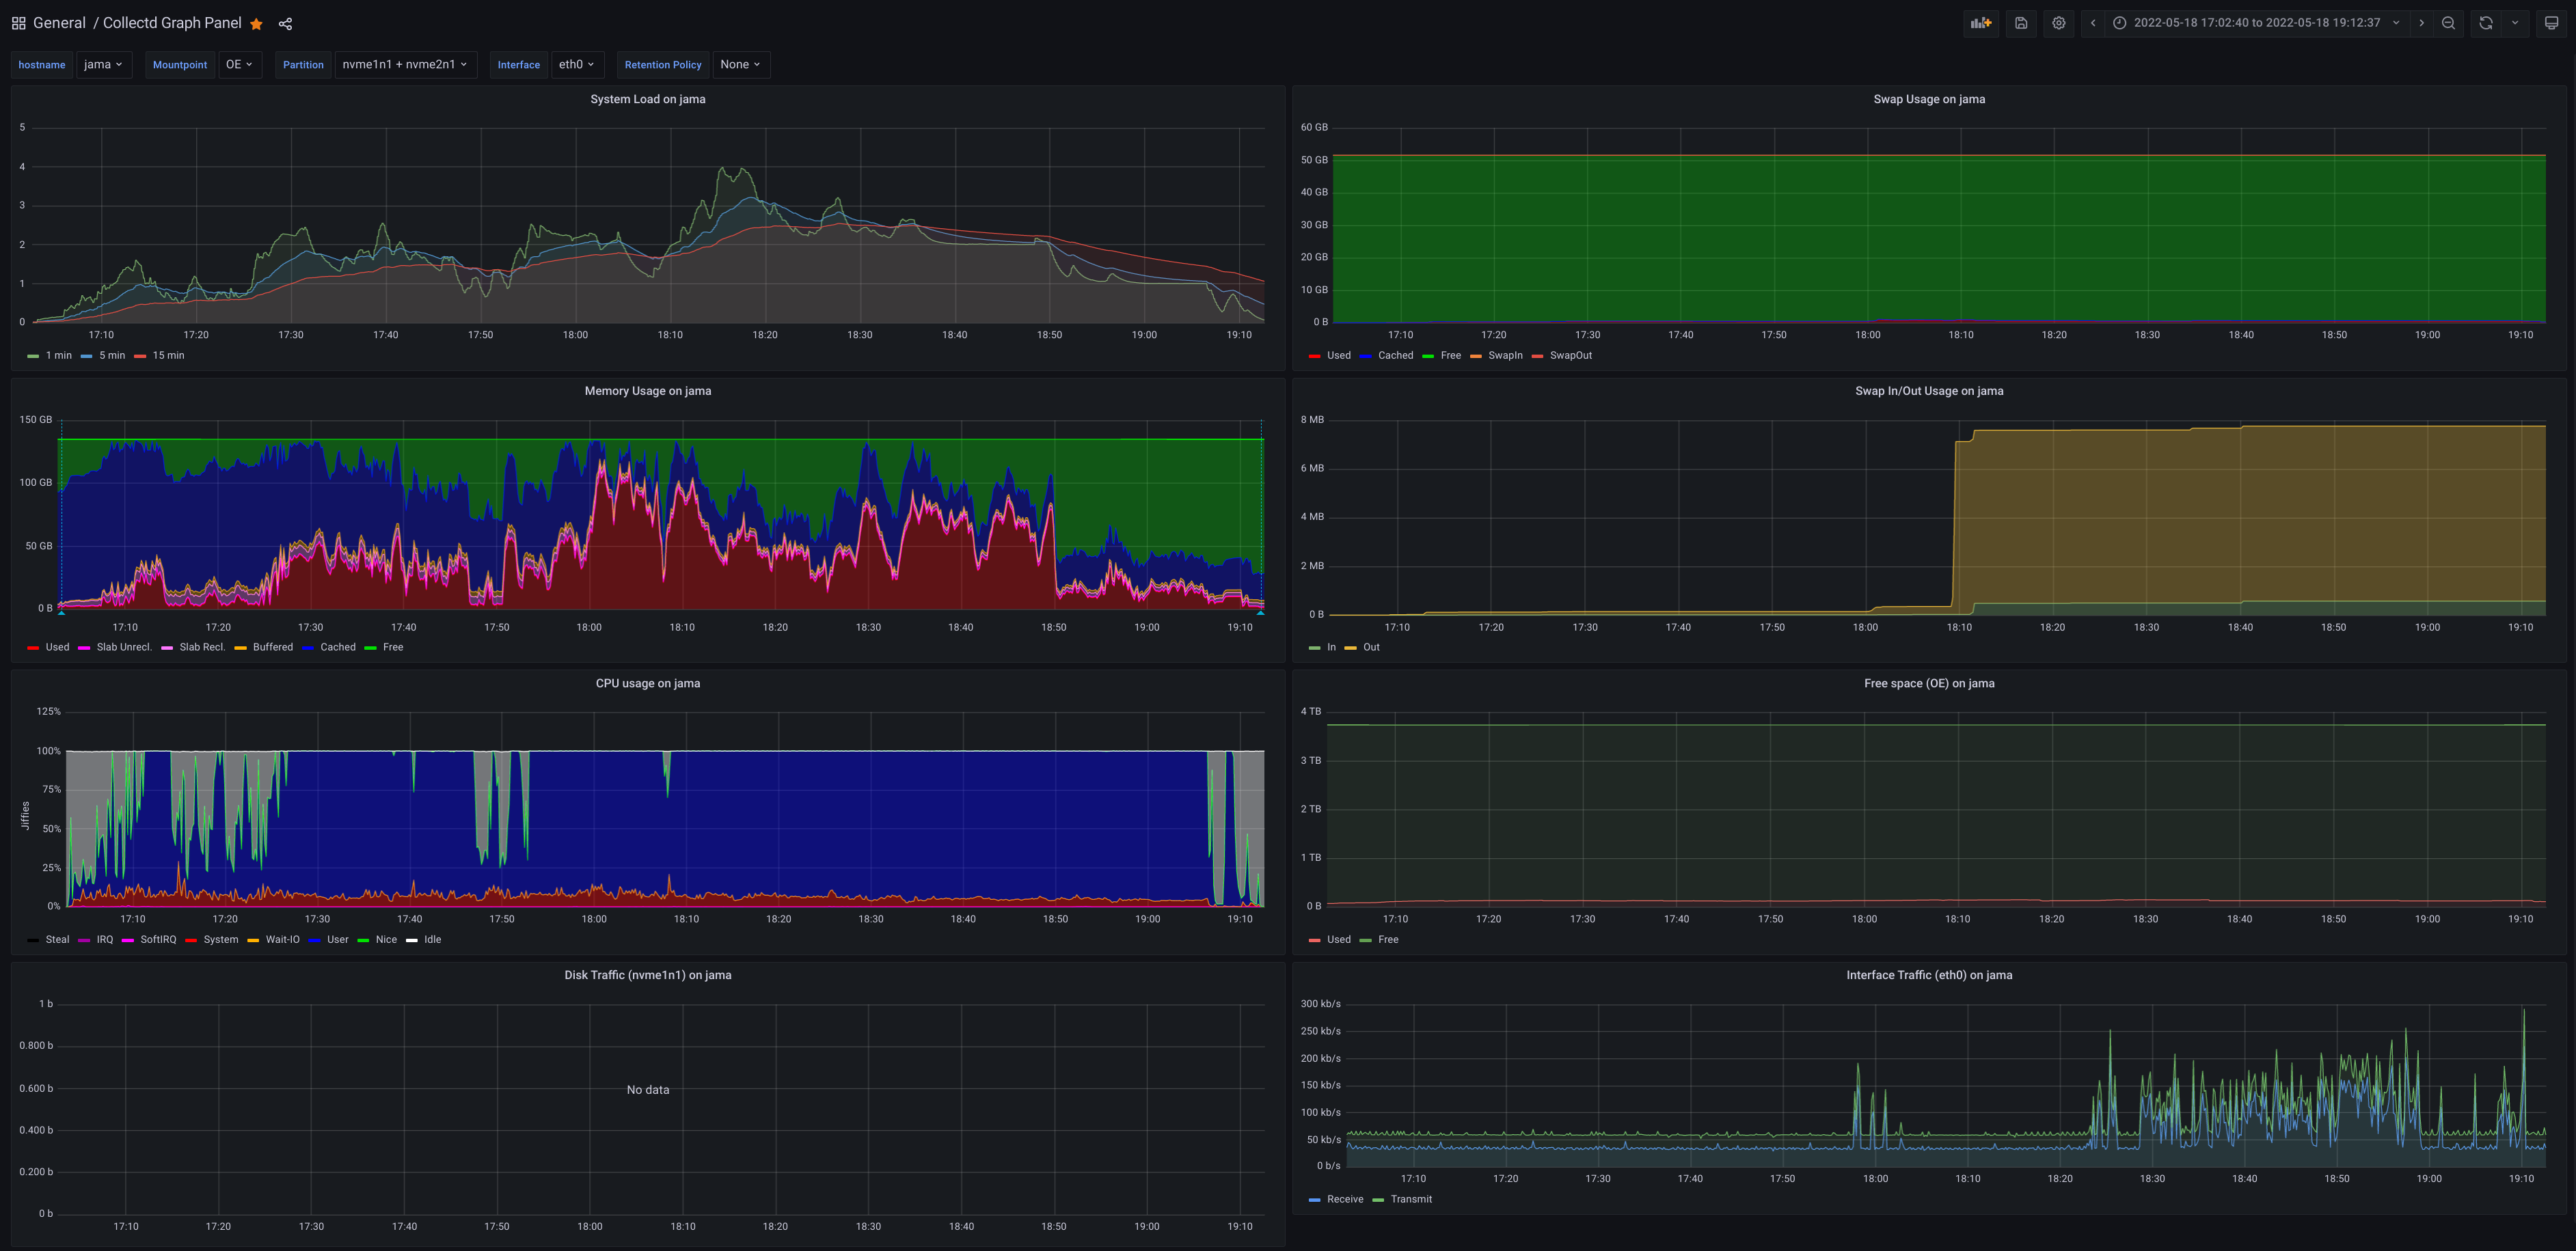 General / Collectd Graph Panel
2022-05-18 17:02:40 to 2022-05-18 19:12:37
hostname jama Mountpoint OE Partition nvme1n1 + nvme2n1 Interface eth0 Retention Policy None
System Load on jama
5
4
3
2
1
0
17:10 17:20 17:30 17:40 17:50 18:00 18:10 18:20 18:30 18:40 18:50 19:00 19:10
1 min 5 min 15 min
Swap Usage on jama
60 GB
50 GB
40 GB
30 GB
20 GB
10 GB
0 B
17:10 17:20 17:30 17:40 17:50 18:00 18:10 18:20 18:30 18:40 18:50 19:00 19:10
Used Cached Free SwapIn SwapOut
Memory Usage on jama
150 GB
100 GB
50 GB
0 B
17:10 17:20 17:30 17:40 17:50 18:00 18:10 18:20 18:30 18:40 18:50 19:00 19:10
Used Slab Unrecl. Slab Recl. Buffered Cached Free
Swap In/Out Usage on jama
8 MB
6 MB
4 MB
2 MB
0 B
17:10 17:20 17:30 17:40 17:50 18:00 18:10 18:20 18:30 18:40 18:50 19:00 19:10
In Out
CPU usage on jama
Jiffies
125%
100%
75%
50%
25%
0%
17:10 17:20 17:30 17:40 17:50 18:00 18:10 18:20 18:30 18:40 18:50 19:00 19:10
Steal IRQ SoftIRQ System Wait-IO User Nice Idle
Free space (OE) on jama
4 TB
3 TB
2 TB
1 TB
0 B
17:10 17:20 17:30 17:40 17:50 18:00 18:10 18:20 18:30 18:40 18:50 19:00 19:10
Used Free
Disk Traffic (nvme1n1) on jama
1 b
0.800 b
0.600 b
0.400 b
0.200 b
0 b
No data
17:10 17:20 17:30 17:40 17:50 18:00 18:10 18:20 18:30 18:40 18:50 19:00 19:10
Interface Traffic (eth0) on jama
300 kb/s
250 kb/s
200 kb/s
150 kb/s
100 kb/s
50 kb/s
0 b/s
17:10 17:20 17:30 17:40 17:50 18:00 18:10 18:20 18:30 18:40 18:50 19:00 19:10
Receive Transmit